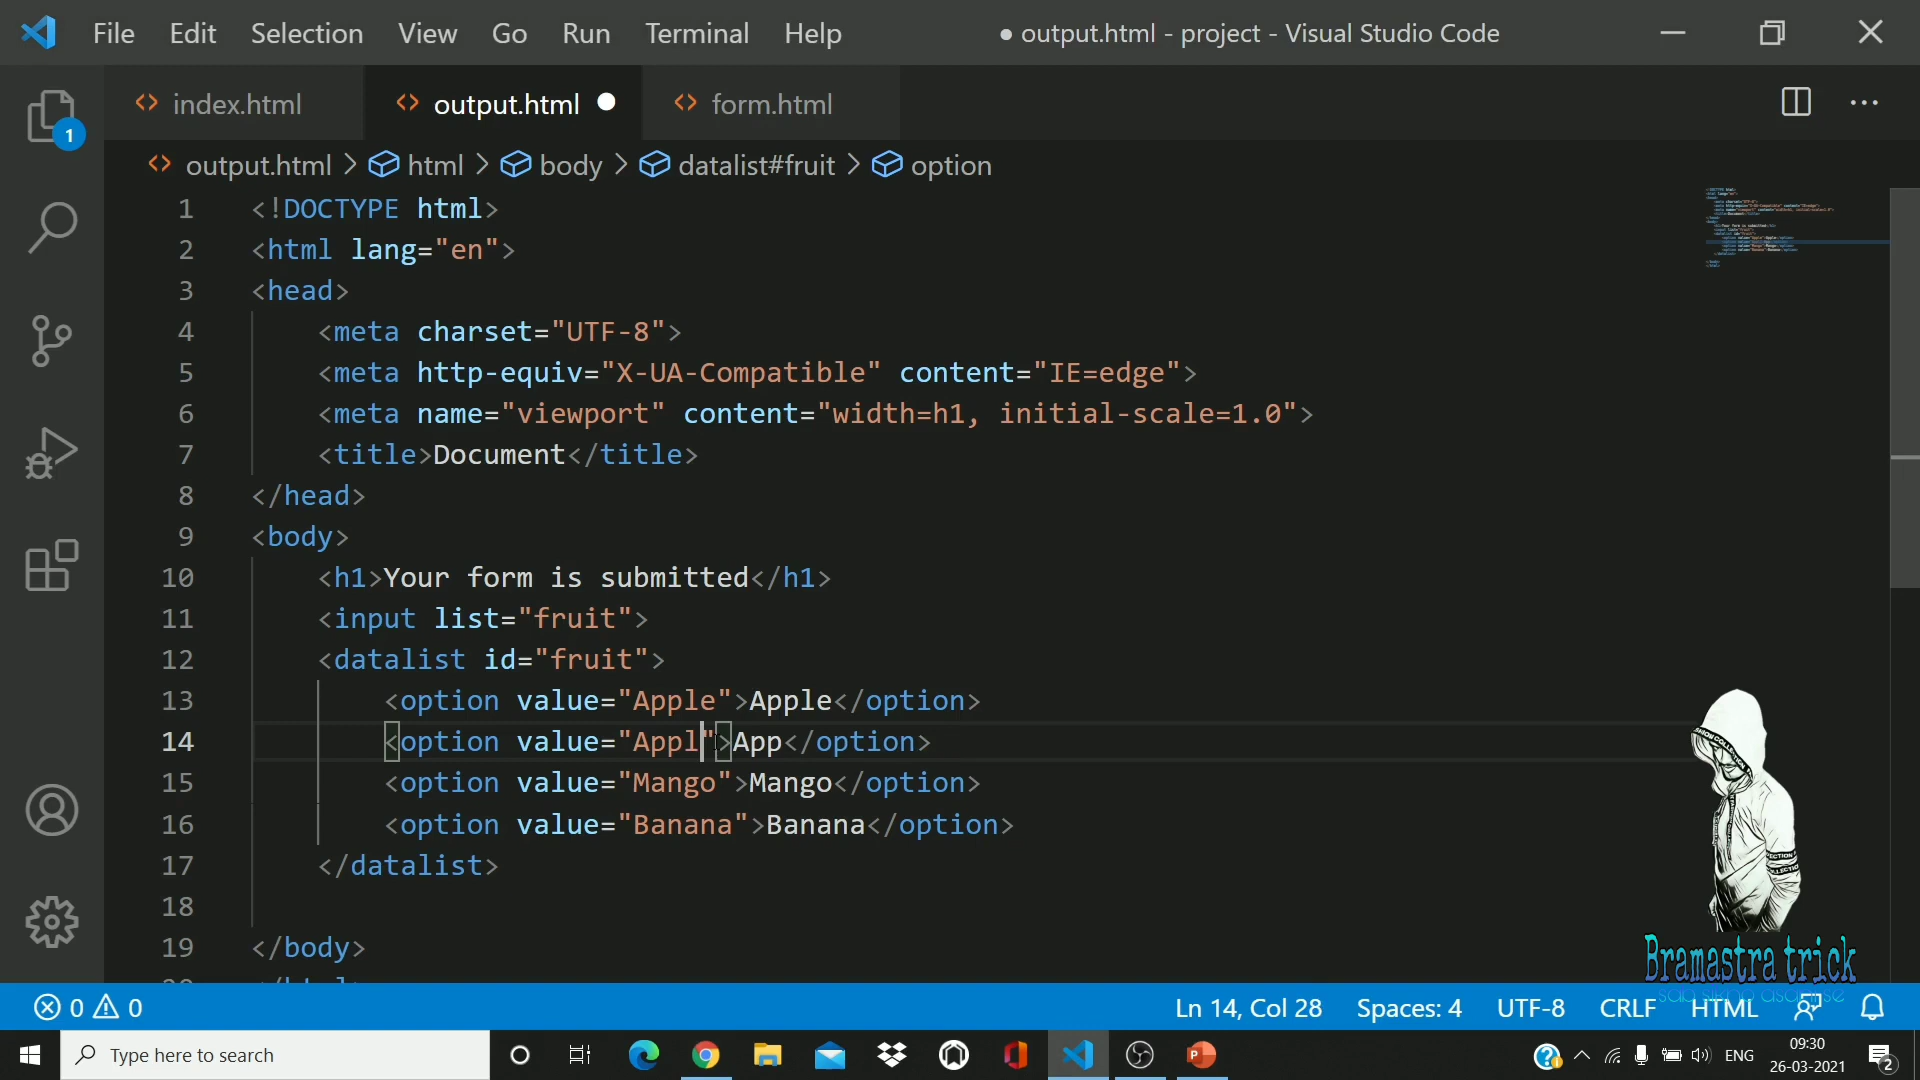 File Edit Selection View Go Run Terminal Help ● output.html - project - Visual Studio Code
index.html output.html form.html
1
output.html > html > body > datalist#fruit > option
1 <!DOCTYPE html>
2 <html lang="en">
3 <head>
4 <meta charset="UTF-8">
5 <meta http-equiv="X-UA-Compatible" content="IE=edge">
6 <meta name="viewport" content="width=h1, initial-scale=1.0">
7 <title>Document</title>
8 </head>
9 <body>
10 <h1>Your form is submitted</h1>
11 <input list="fruit">
12 <datalist id="fruit">
13 <option value="Apple">Apple</option>
14 <option value="Appl">App</option>
15 <option value="Mango">Mango</option>
16 <option value="Banana">Banana</option>
17 </datalist>
18
19 </body>
Bramastra trick
0 0 Ln 14, Col 28 Spaces: 4 UTF-8 CRLF HTML
Type here to search ENG 09:30
26-03-2021 2